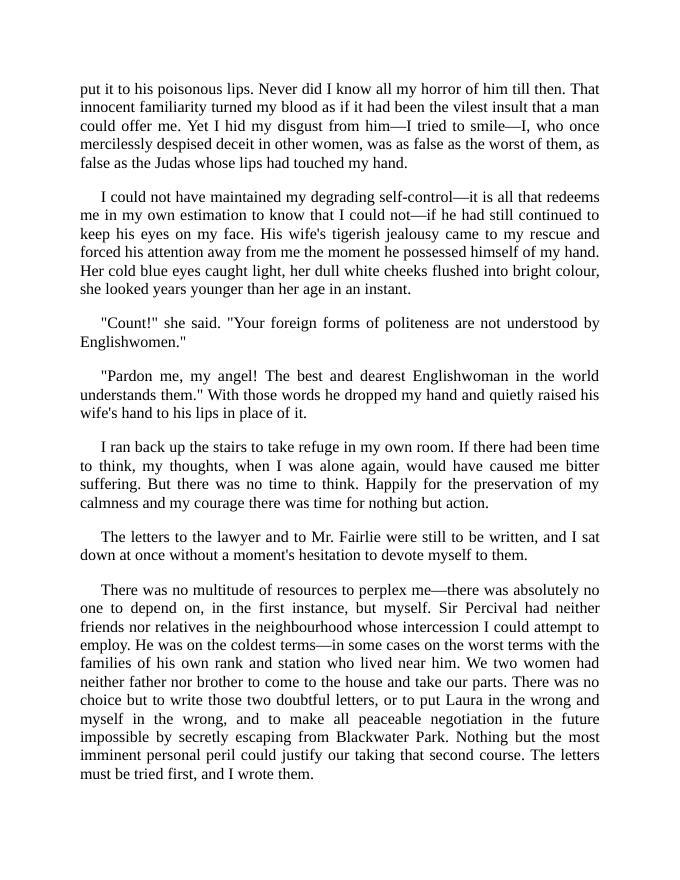 put it to his poisonous lips. Never did I know all my horror of him till then. That
innocent familiarity turned my blood as if it had been the vilest insult that a man
could offer me. Yet I hid my disgust from him—I tried to smile—I, who once
mercilessly despised deceit in other women, was as false as the worst of them, as
false as the Judas whose lips had touched my hand.
I could not have maintained my degrading self-control—it is all that redeems
me in my own estimation to know that I could not—if he had still continued to
keep his eyes on my face. His wife's tigerish jealousy came to my rescue and
forced his attention away from me the moment he possessed himself of my hand.
Her cold blue eyes caught light, her dull white cheeks flushed into bright colour,
she looked years younger than her age in an instant.
"Count!" she said. "Your foreign forms of politeness are not understood by
Englishwomen."
"Pardon me, my angel! The best and dearest Englishwoman in the world
understands them." With those words he dropped my hand and quietly raised his
wife's hand to his lips in place of it.
I ran back up the stairs to take refuge in my own room. If there had been time
to think, my thoughts, when I was alone again, would have caused me bitter
suffering. But there was no time to think. Happily for the preservation of my
calmness and my courage there was time for nothing but action.
The letters to the lawyer and to Mr. Fairlie were still to be written, and I sat
down at once without a moment's hesitation to devote myself to them.
There was no multitude of resources to perplex me—there was absolutely no
one to depend on, in the first instance, but myself. Sir Percival had neither
friends nor relatives in the neighbourhood whose intercession I could attempt to
employ. He was on the coldest terms—in some cases on the worst terms with the
families of his own rank and station who lived near him. We two women had
neither father nor brother to come to the house and take our parts. There was no
choice but to write those two doubtful letters, or to put Laura in the wrong and
myself in the wrong, and to make all peaceable negotiation in the future
impossible by secretly escaping from Blackwater Park. Nothing but the most
imminent personal peril could justify our taking that second course. The letters
must be tried first, and I wrote them.